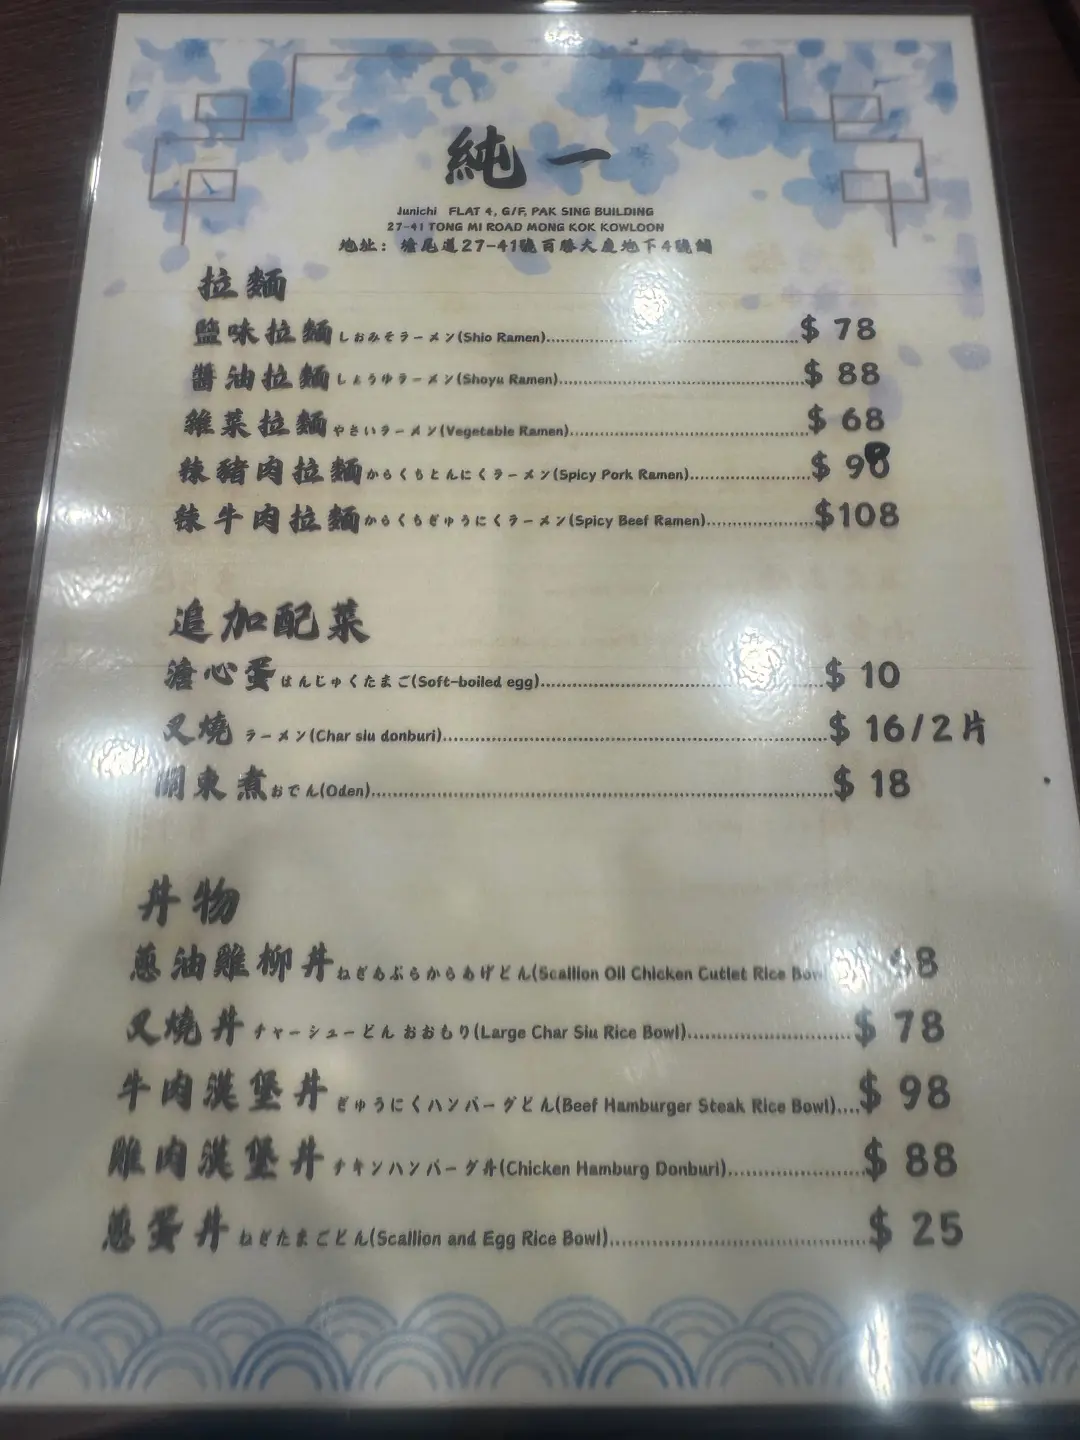 純一
Junichi FLAT 4, G/F, PAK SING BUILDING
27-41 TONG MI ROAD MONG KOK KOWLOON
地址：塘尾道27-41號百勝大廈地下4號舖
拉麵
鹽味拉麵 しおみそラーメン(Shio Ramen) $ 78
醬油拉麵 しょうゆラーメン(Shoyu Ramen) $ 88
雜菜拉麵 やさいラーメン(Vegetable Ramen) $ 68
辣豬肉拉麵 からくちとんにくラーメン(Spicy Pork Ramen) $ 98
辣牛肉拉麵 からくちぎゅうにくラーメン(Spicy Beef Ramen) $108
追加配菜
溏心蛋 はんじゅくたまご(Soft-boiled egg) $ 10
叉燒 ラーメン(Char siu donburi) $ 16/2片
關東煮 おでん(Oden) $ 18
丼物
蔥油雞柳丼 ねぎあぶらからあげどん(Scallion Oil Chicken Cutlet Rice Bow
叉燒丼 チャーシューどん おおもり(Large Char Siu Rice Bowl) $ 78
牛肉漢堡丼 ぎゅうにくハンバーグどん(Beef Hamburger Steak Rice Bowl) $ 98
雞肉漢堡丼 チキンハンバーグ丼(Chicken Hamburg Donburi) $ 88
蔥蛋丼 ねぎたまごどん(Scallion and Egg Rice Bowl) $ 25